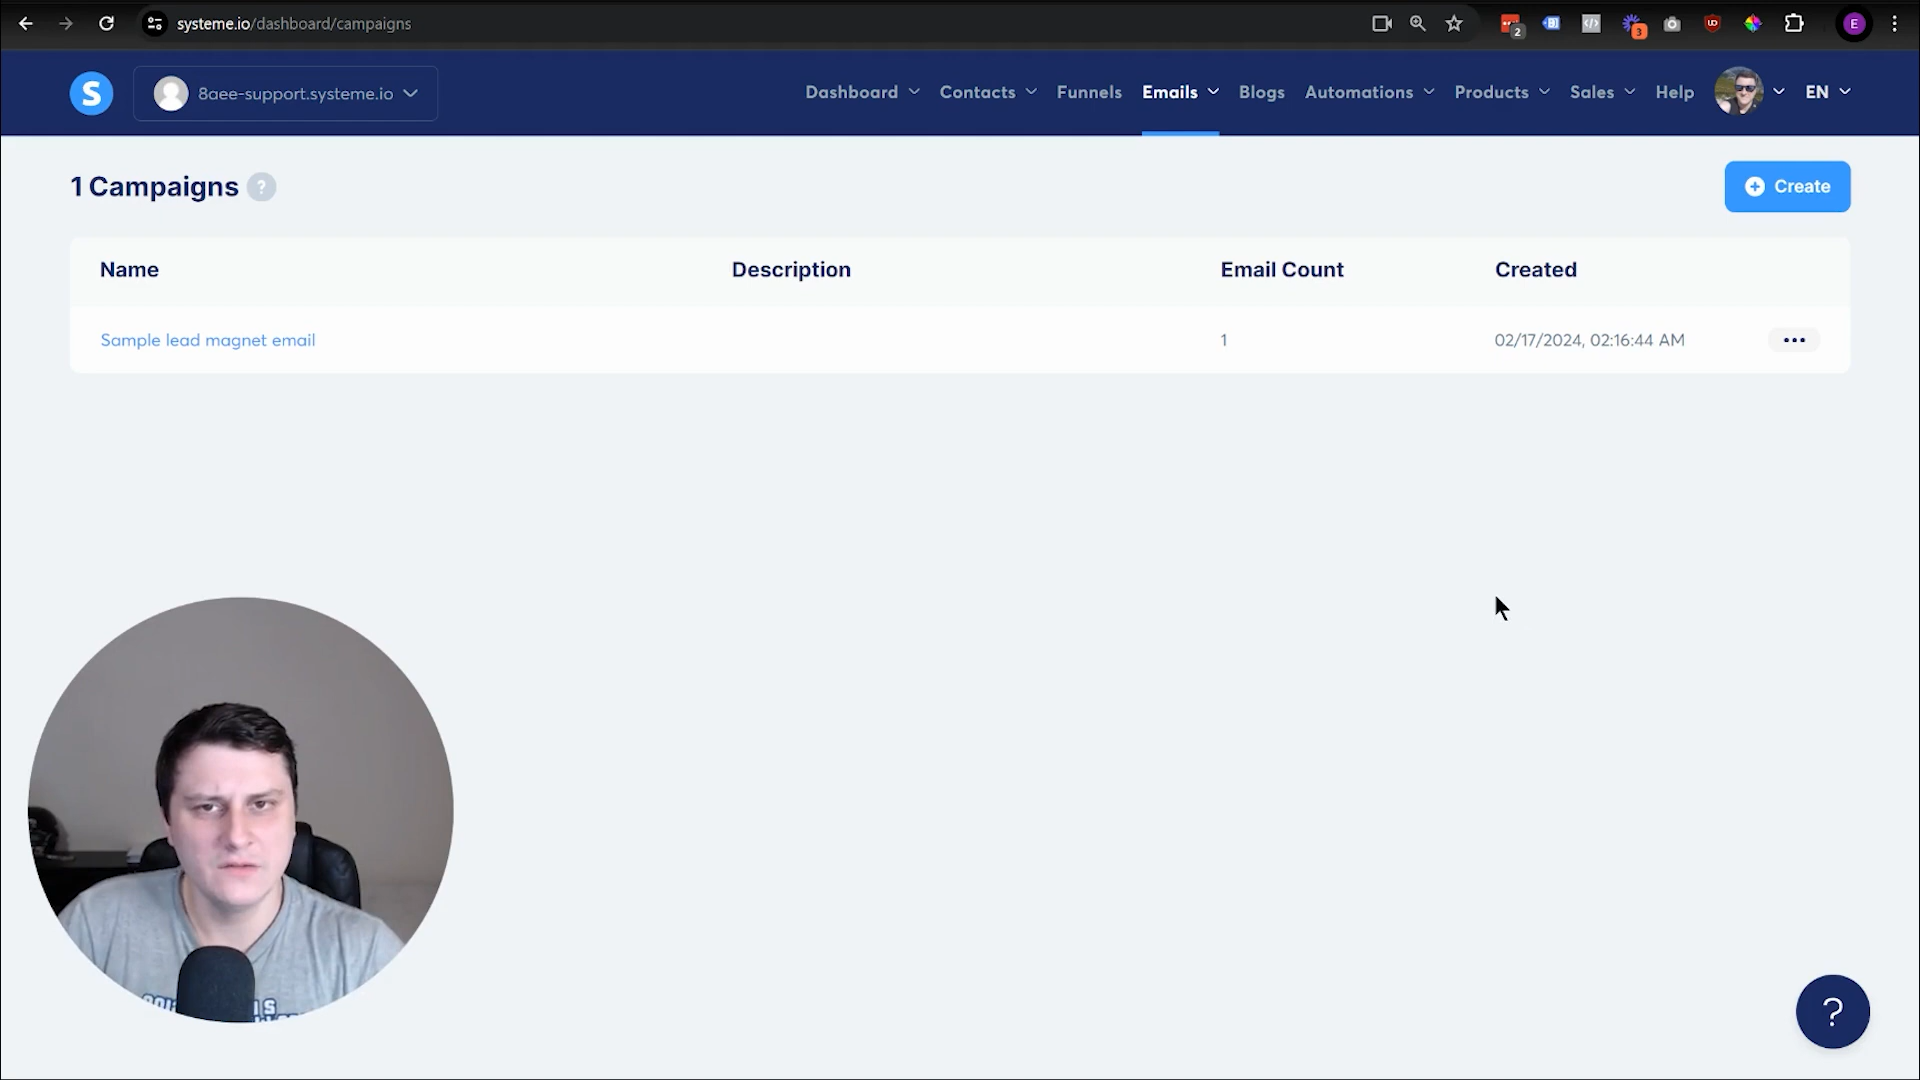 systeme.io/dashboard/campaigns
2
3
E
S
8aee-support.systeme.io
Dashboard Contacts Funnels Emails Blogs Automations Products Sales Help EN
1 Campaigns ?
Create
Name Description Email Count Created
Sample lead magnet email 1 02/17/2024, 02:16:44 AM
?